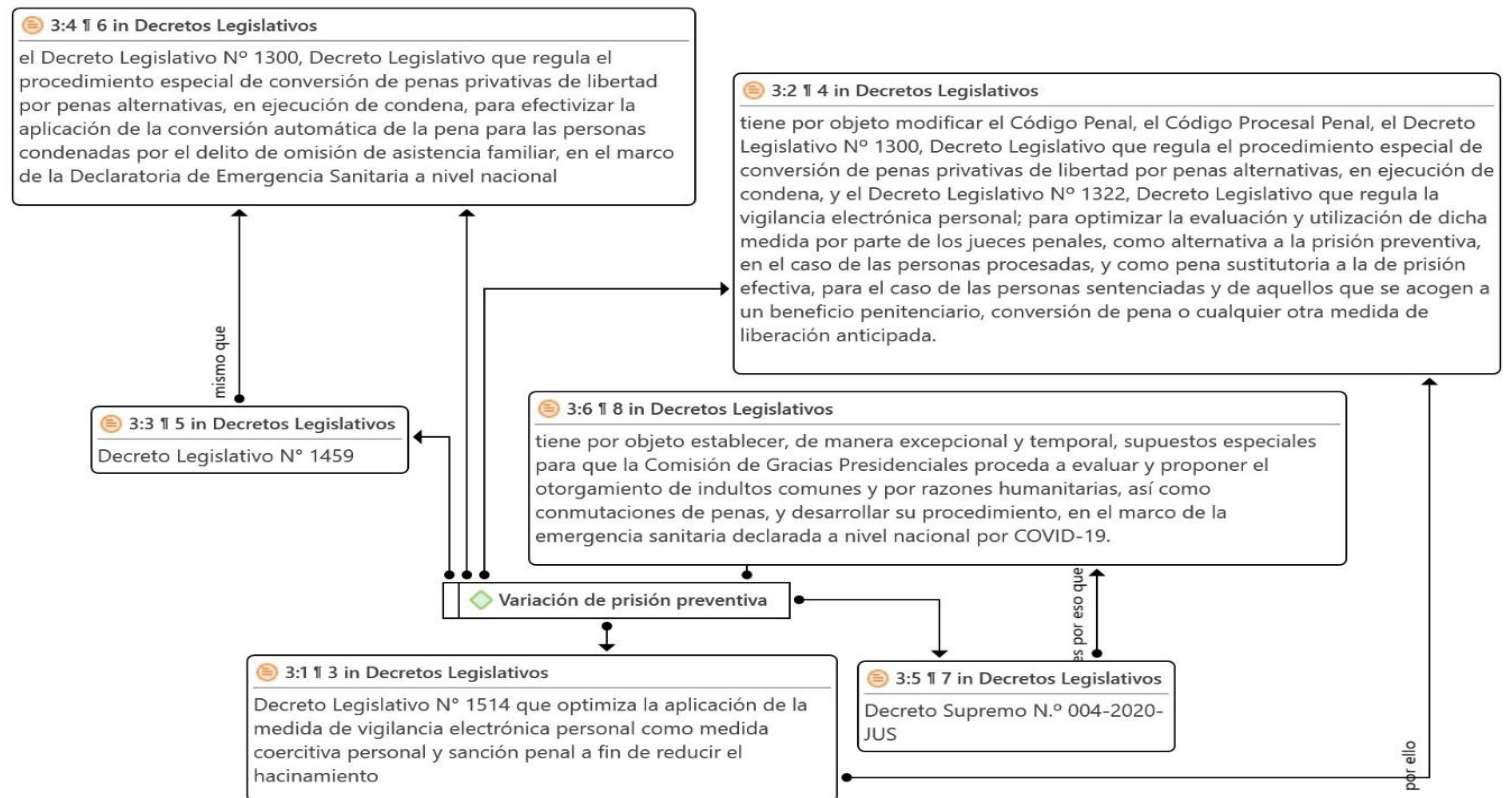 3:4 ¶ 6 in Decretos Legislativos
el Decreto Legislativo Nº 1300, Decreto Legislativo que regula el
procedimiento especial de conversión de penas privativas de libertad
por penas alternativas, en ejecución de condena, para efectivizar la
aplicación de la conversión automática de la pena para las personas
condenadas por el delito de omisión de asistencia familiar, en el marco
de la Declaratoria de Emergencia Sanitaria a nivel nacional
3:2 ¶ 4 in Decretos Legislativos
tiene por objeto modificar el Código Penal, el Código Procesal Penal, el Decreto
Legislativo Nº 1300, Decreto Legislativo que regula el procedimiento especial de
conversión de penas privativas de libertad por penas alternativas, en ejecución de
condena, y el Decreto Legislativo Nº 1322, Decreto Legislativo que regula la
vigilancia electrónica personal; para optimizar la evaluación y utilización de dicha
medida por parte de los jueces penales, como alternativa a la prisión preventiva,
en el caso de las personas procesadas, y como pena sustitutoria a la de prisión
efectiva, para el caso de las personas sentenciadas y de aquellos que se acogen a
un beneficio penitenciario, conversión de pena o cualquier otra medida de
liberación anticipada.
mismo que
3:3 ¶ 5 in Decretos Legislativos
Decreto Legislativo N° 1459
3:6 ¶ 8 in Decretos Legislativos
tiene por objeto establecer, de manera excepcional y temporal, supuestos especiales
para que la Comisión de Gracias Presidenciales proceda a evaluar y proponer el
otorgamiento de indultos comunes y por razones humanitarias, así como
conmutaciones de penas, y desarrollar su procedimiento, en el marco de la
emergencia sanitaria declarada a nivel nacional por COVID-19.
Variación de prisión preventiva
es por eso que
3:1 ¶ 3 in Decretos Legislativos
Decreto Legislativo N° 1514 que optimiza la aplicación de la
medida de vigilancia electrónica personal como medida
coercitiva personal y sanción penal a fin de reducir el
hacinamiento
3:5 ¶ 7 in Decretos Legislativos
Decreto Supremo N.º 004-2020-
JUS
por ello